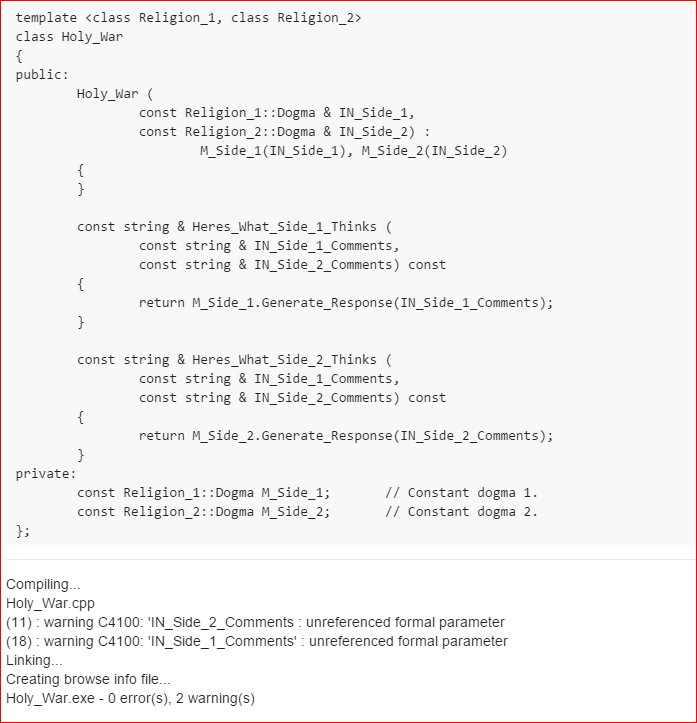 template <class Religion_1, class Religion_2>
class Holy_War
{
public:
        Holy_War (
                const Religion_1::Dogma & IN_Side_1,
                const Religion_2::Dogma & IN_Side_2) :
                        M_Side_1(IN_Side_1), M_Side_2(IN_Side_2)
        {
        }

        const string & Heres_What_Side_1_Thinks (
                const string & IN_Side_1_Comments,
                const string & IN_Side_2_Comments) const
        {
                return M_Side_1.Generate_Response(IN_Side_1_Comments);
        }

        const string & Heres_What_Side_2_Thinks (
                const string & IN_Side_1_Comments,
                const string & IN_Side_2_Comments) const
        {
                return M_Side_2.Generate_Response(IN_Side_2_Comments);
        }
private:
        const Religion_1::Dogma M_Side_1;       // Constant dogma 1.
        const Religion_2::Dogma M_Side_2;       // Constant dogma 2.
};

Compiling...
Holy_War.cpp
(11) : warning C4100: 'IN_Side_2_Comments : unreferenced formal parameter
(18) : warning C4100: 'IN_Side_1_Comments' : unreferenced formal parameter
Linking...
Creating browse info file...
Holy_War.exe - 0 error(s), 2 warning(s)